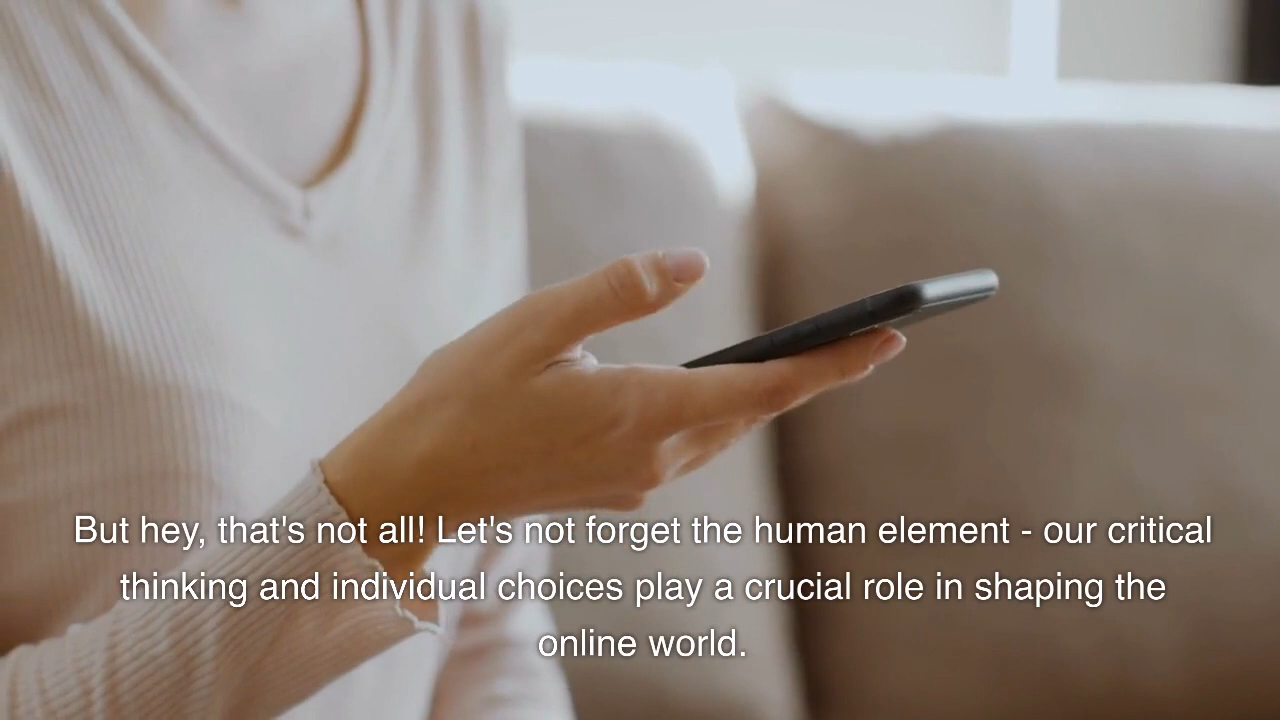 But hey, that's not all! Let's not forget the human element - our critical
thinking and individual choices play a crucial role in shaping the
online world.